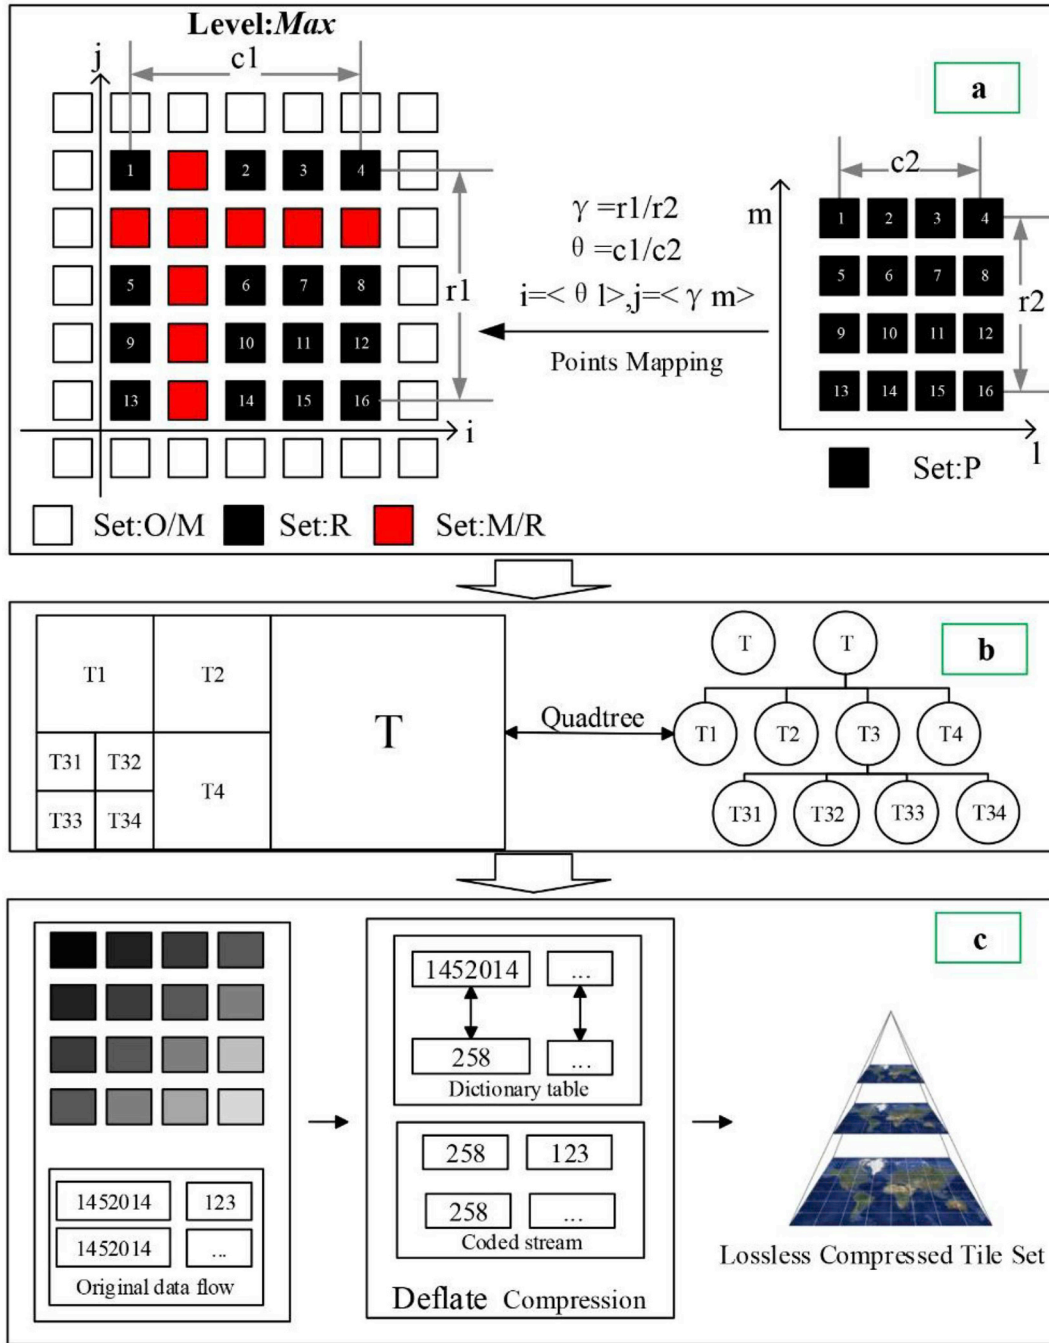 Level:Max
j
c1
a
1
2
3
4
5
6
7
8
9
10
11
12
13
14
15
16
r1
i
γ =r1/r2
θ =c1/c2
i=< θ l>,j=< γ m>
Points Mapping
c2
m
1 2 3 4
5 6 7 8
9 10 11 12
13 14 15 16
r2
l
Set:P
Set:O/M
Set:R
Set:M/R
b
T1
T2
T31
T32
T33
T34
T4
T
Quadtree
T
T
T1
T2
T3
T4
T31
T32
T33
T34
c
1452014
123
1452014
...
Original data flow
1452014
...
258
...
Dictionary table
258
123
258
...
Coded stream
Deflate Compression
Lossless Compressed Tile Set